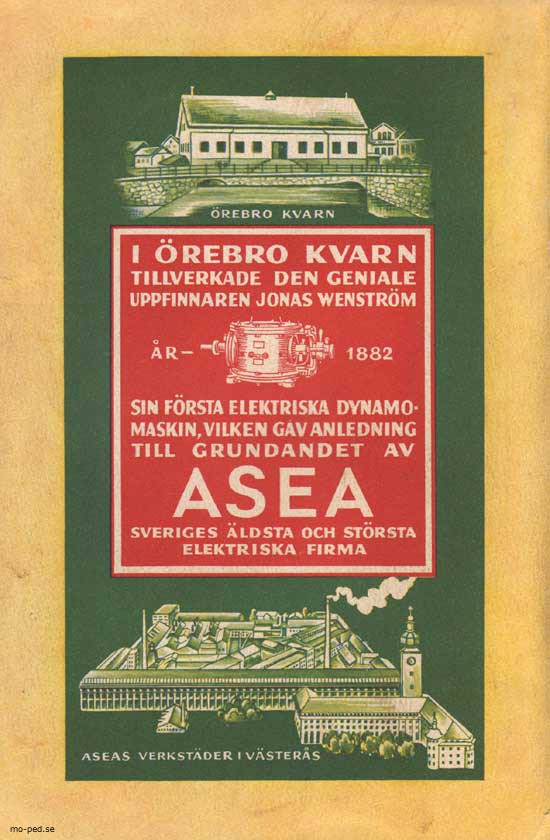 ÖREBRO KVARN
I ÖREBRO KVARN
TILLVERKADE DEN GENIALE
UPPFINNAREN JONAS WENSTRÖM
ÅR– 1882
SIN FÖRSTA ELEKTRISKA DYNAMO-
MASKIN, VILKEN GAV ANLEDNING
TILL GRUNDANDET AV
ASEA
SVERIGES ÄLDSTA OCH STÖRSTA
ELEKTRISKA FIRMA
ASEAS VERKSTÄDER I VÄSTERÅS
mo-ped.se